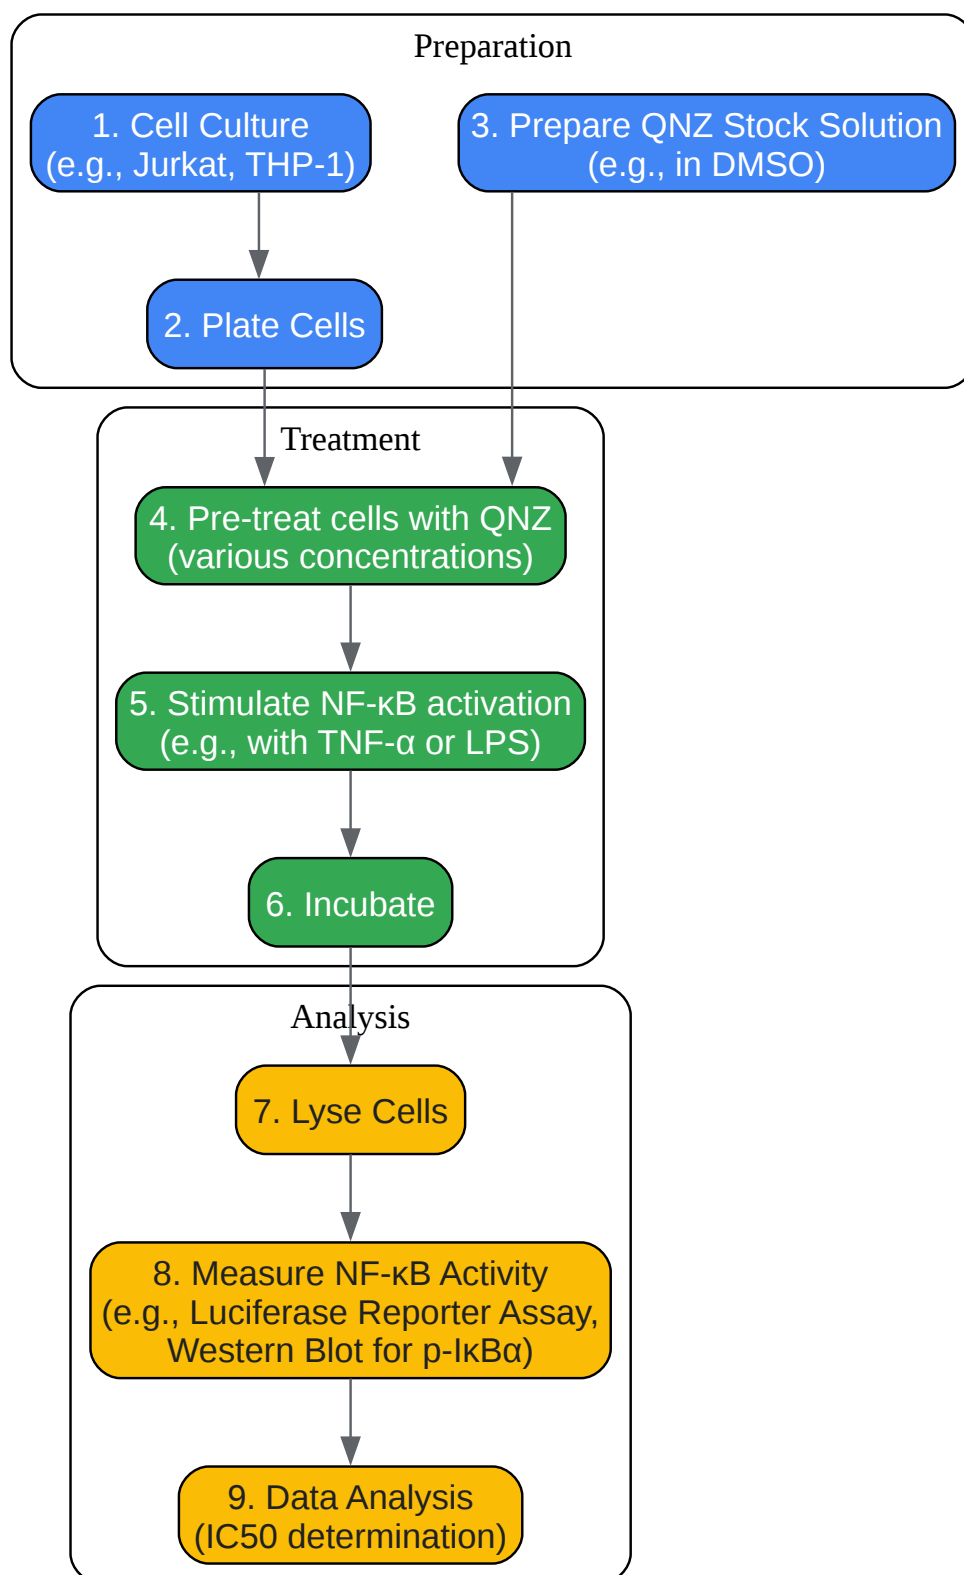 Preparation
1. Cell Culture
(e.g., Jurkat, THP-1)
3. Prepare QNZ Stock Solution
(e.g., in DMSO)
2. Plate Cells
Treatment
4. Pre-treat cells with QNZ
(various concentrations)
5. Stimulate NF-κB activation
(e.g., with TNF-α or LPS)
6. Incubate
Analysis
7. Lyse Cells
8. Measure NF-κB Activity
(e.g., Luciferase Reporter Assay,
Western Blot for p-IκBα)
9. Data Analysis
(IC50 determination)